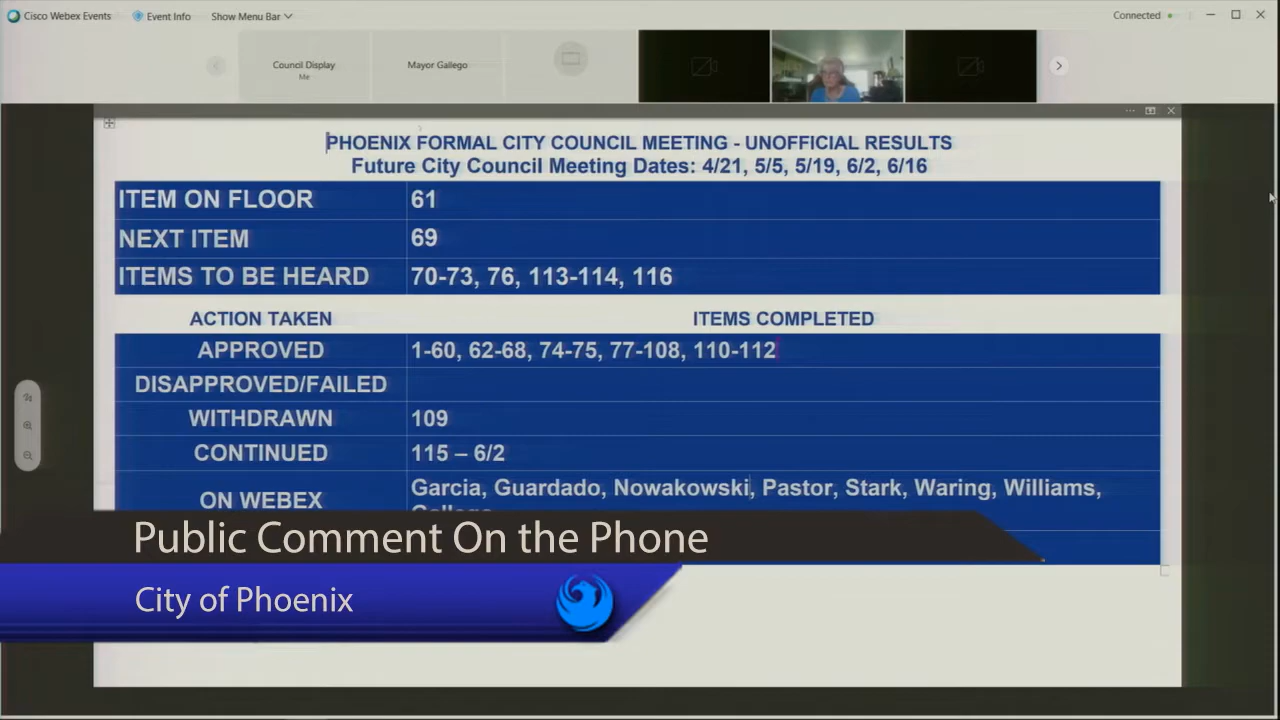 Cisco Webex Events
Event Info
Show Menu Bar
Connected
Council Display
Me
Mayor Gallego
PHOENIX FORMAL CITY COUNCIL MEETING - UNOFFICIAL RESULTS
Future City Council Meeting Dates: 4/21, 5/5, 5/19, 6/2, 6/16
ITEM ON FLOOR 61
NEXT ITEM 69
ITEMS TO BE HEARD 70-73, 76, 113-114, 116
ACTION TAKEN ITEMS COMPLETED
APPROVED 1-60, 62-68, 74-75, 77-108, 110-112
DISAPPROVED/FAILED
WITHDRAWN 109
CONTINUED 115 – 6/2
ON WEBEX Garcia, Guardado, Nowakowski, Pastor, Stark, Waring, Williams,
Public Comment On the Phone
City of Phoenix